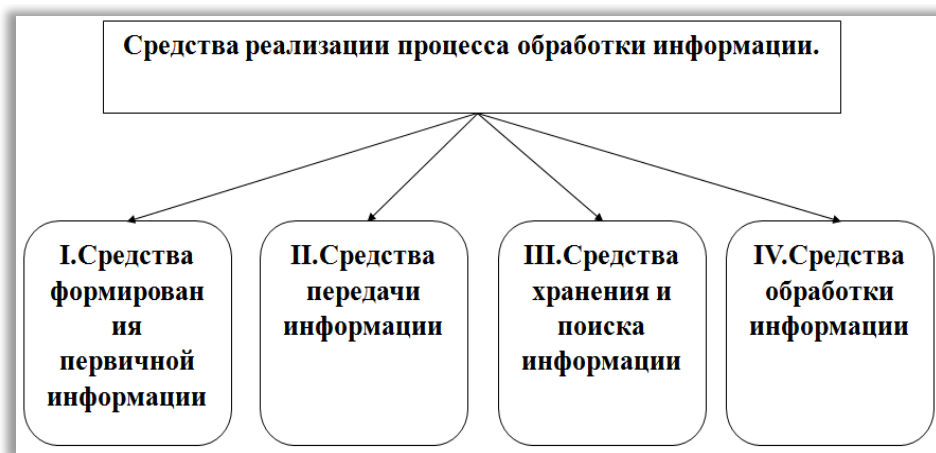 Средства реализации процесса обработки информации.
I.Средства
формирован
ия
первичной
информации
II.Средства
передачи
информации
III.Средства
хранения и
поиска
информации
IV.Средства
обработки
информации